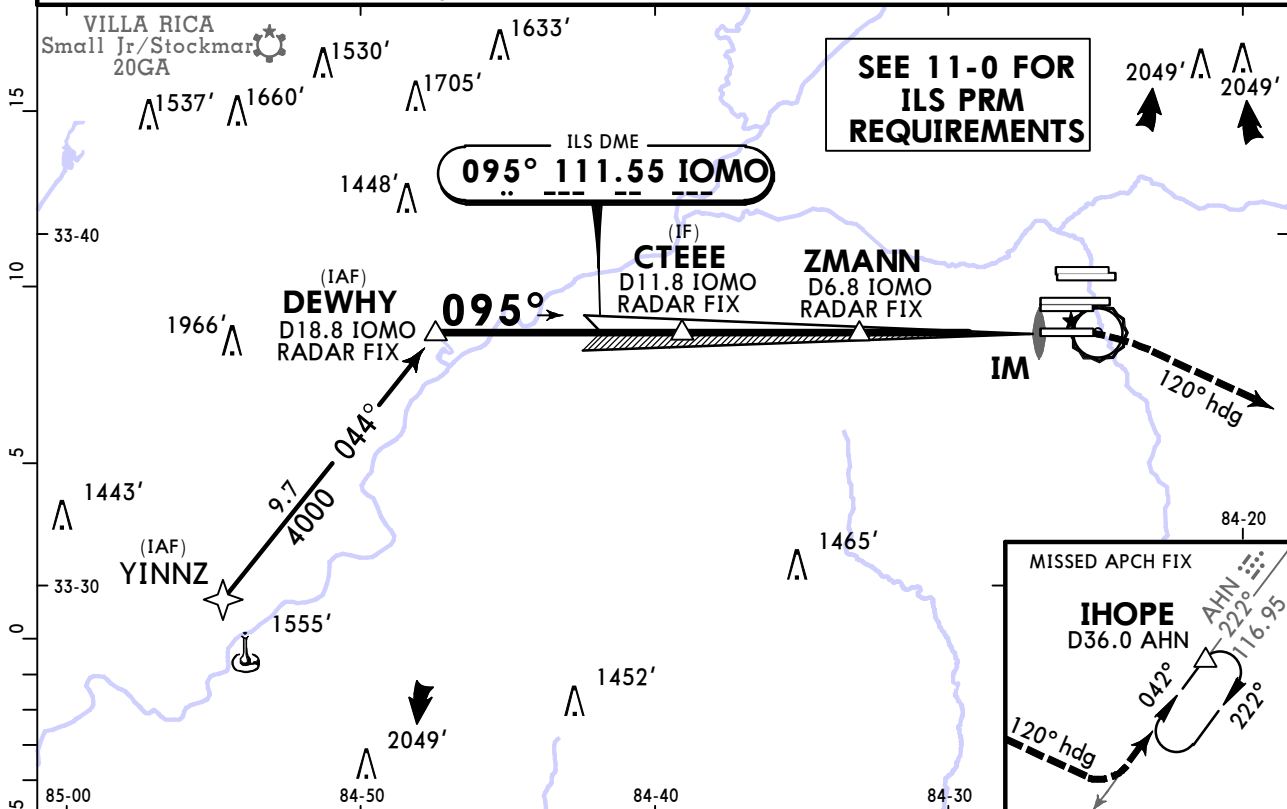 VILLA RICA
Small Jr/Stockmar
20GA
1530'
1633'
1537'
1660'
1705'
SEE 11-0 FOR
ILS PRM
REQUIREMENTS
2049'
2049'
15
ILS DME
095° 111.55 IOMO
1448'
33-40
10
(IAF)
DEWHY
D18.8 IOMO
RADAR FIX
095°
(IF)
CTEEE
D11.8 IOMO
RADAR FIX
ZMANN
D6.8 IOMO
RADAR FIX
1966'
IM
120° hdg
044°
9.7
4000
5
1443'
(IAF)
YINNZ
1465'
84-20
33-30
0
1555'
1452'
2049'
MISSED APCH FIX
IHOPE
D36.0 AHN
AHN
222°
116.95
042°
222°
120° hdg
5
85-00
84-50
84-40
84-30